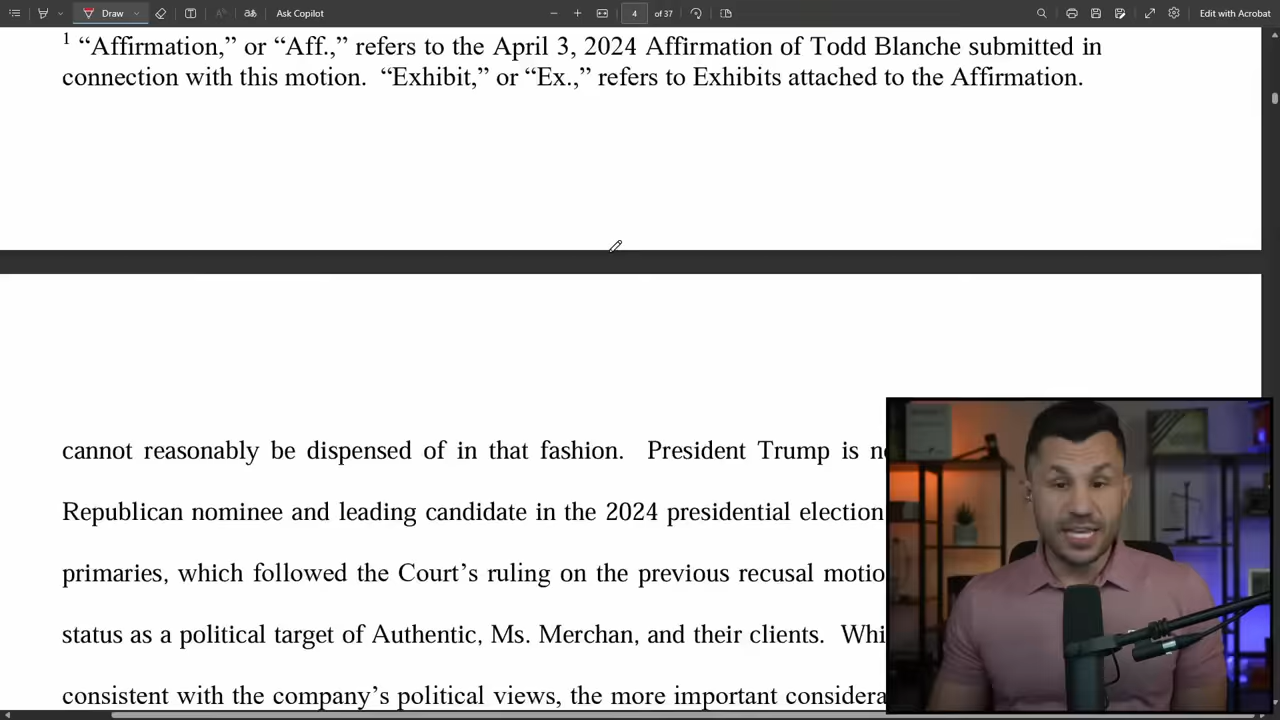 Draw
Ask Copilot
4 of 37
Edit with Acrobat
1 “Affirmation,” or “Aff.,” refers to the April 3, 2024 Affirmation of Todd Blanche submitted in
connection with this motion. “Exhibit,” or “Ex.,” refers to Exhibits attached to the Affirmation.
cannot reasonably be dispensed of in that fashion. President Trump is
Republican nominee and leading candidate in the 2024 presidential election
primaries, which followed the Court’s ruling on the previous recusal
status as a political target of Authentic, Ms. Merchan, and their clients.
consistent with the company’s political views, the more important